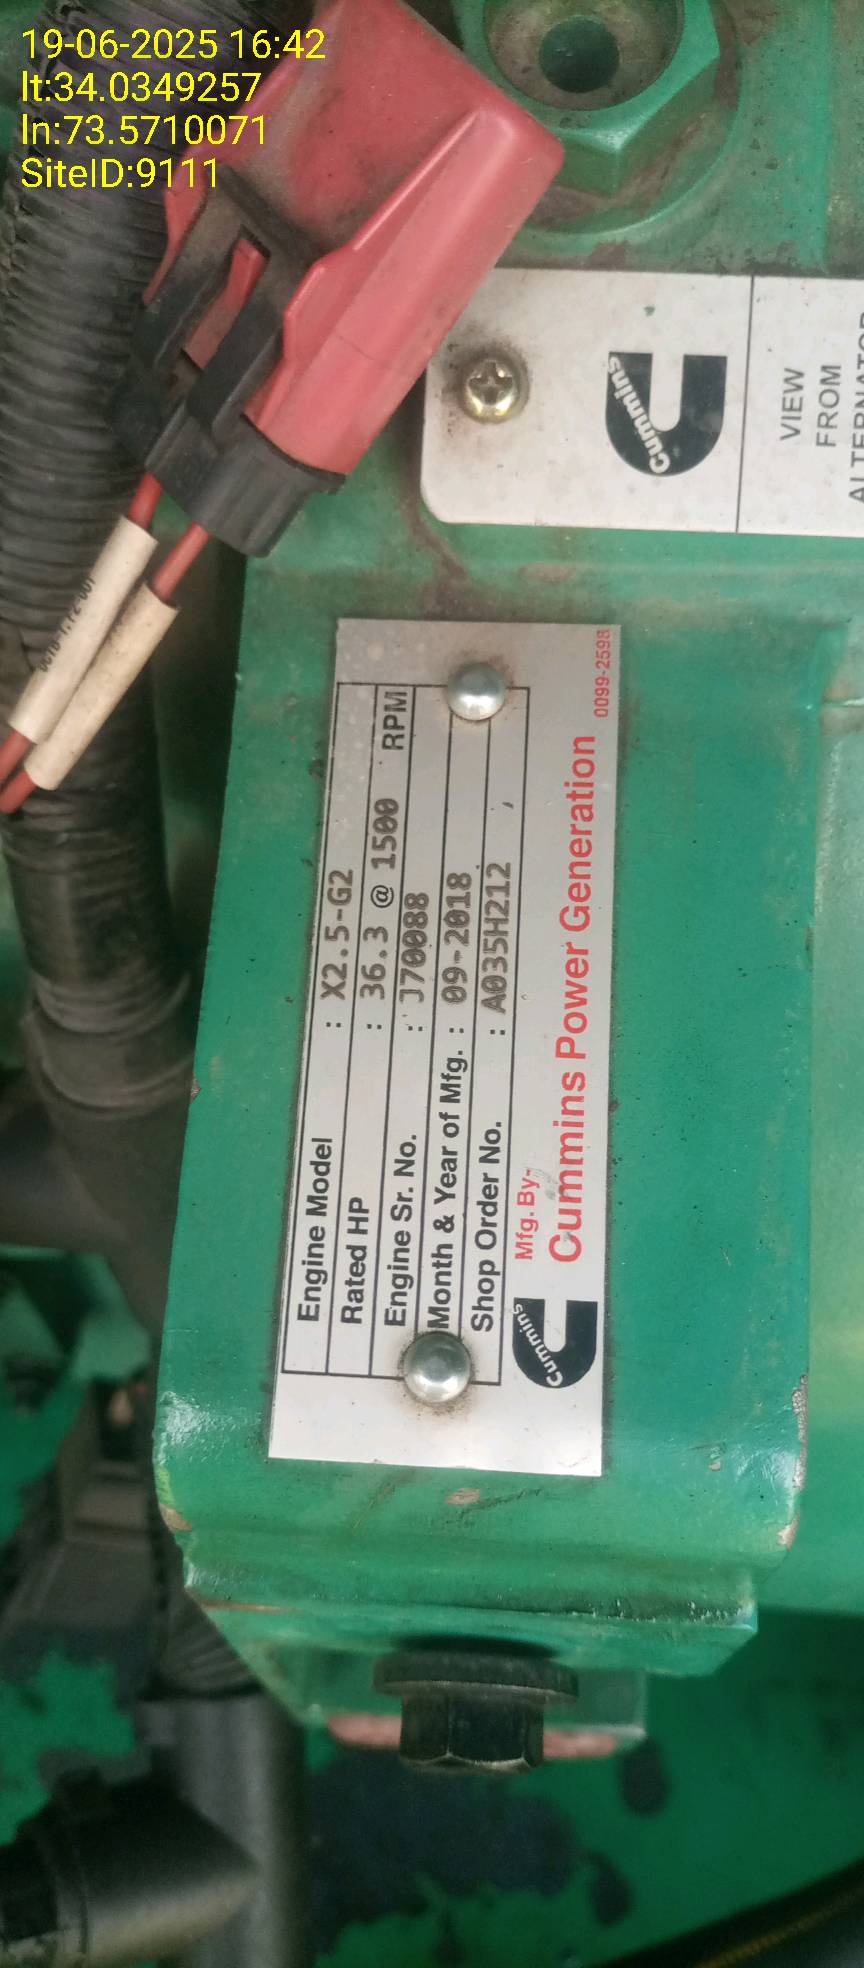 19-06-2025 16:42
lt:34.0349257
ln:73.5710071
SiteID:9111
Cummins
VIEW
FROM
ALTERNATOR
Engine Model : X2.5-G2
Rated HP : 36.3 @ 1500 RPM
Engine Sr. No. : J70088
Month & Year of Mfg. : 09-2018
Shop Order No. : A035H212
Cummins
Mfg. By-
Cummins Power Generation
0099-2598